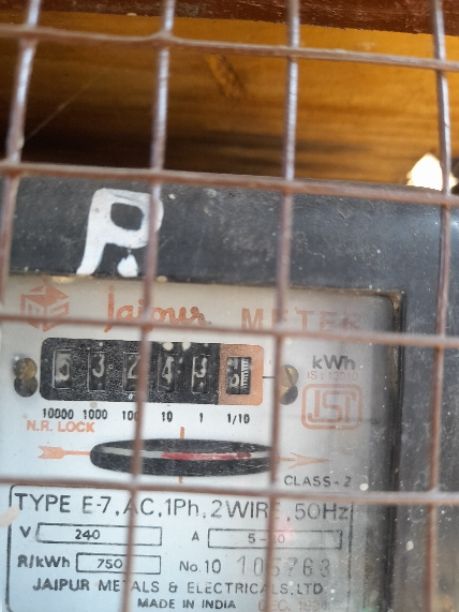 P.
Jaipur METER
kWh
10000 1000 100 10 1 1/10
ISI
N.R. LOCK
CLASS-2
TYPE E-7, AC, 1Ph, 2WIRE, 50Hz
V 240 A
R/kWh 750 No.10
JAIPUR METALS & ELECTRICALS, LTD
MADE IN INDIA